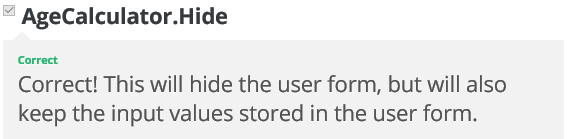 AgeCalculator.Hide
Correct
Correct! This will hide the user form, but will also
keep the input values stored in the user form.